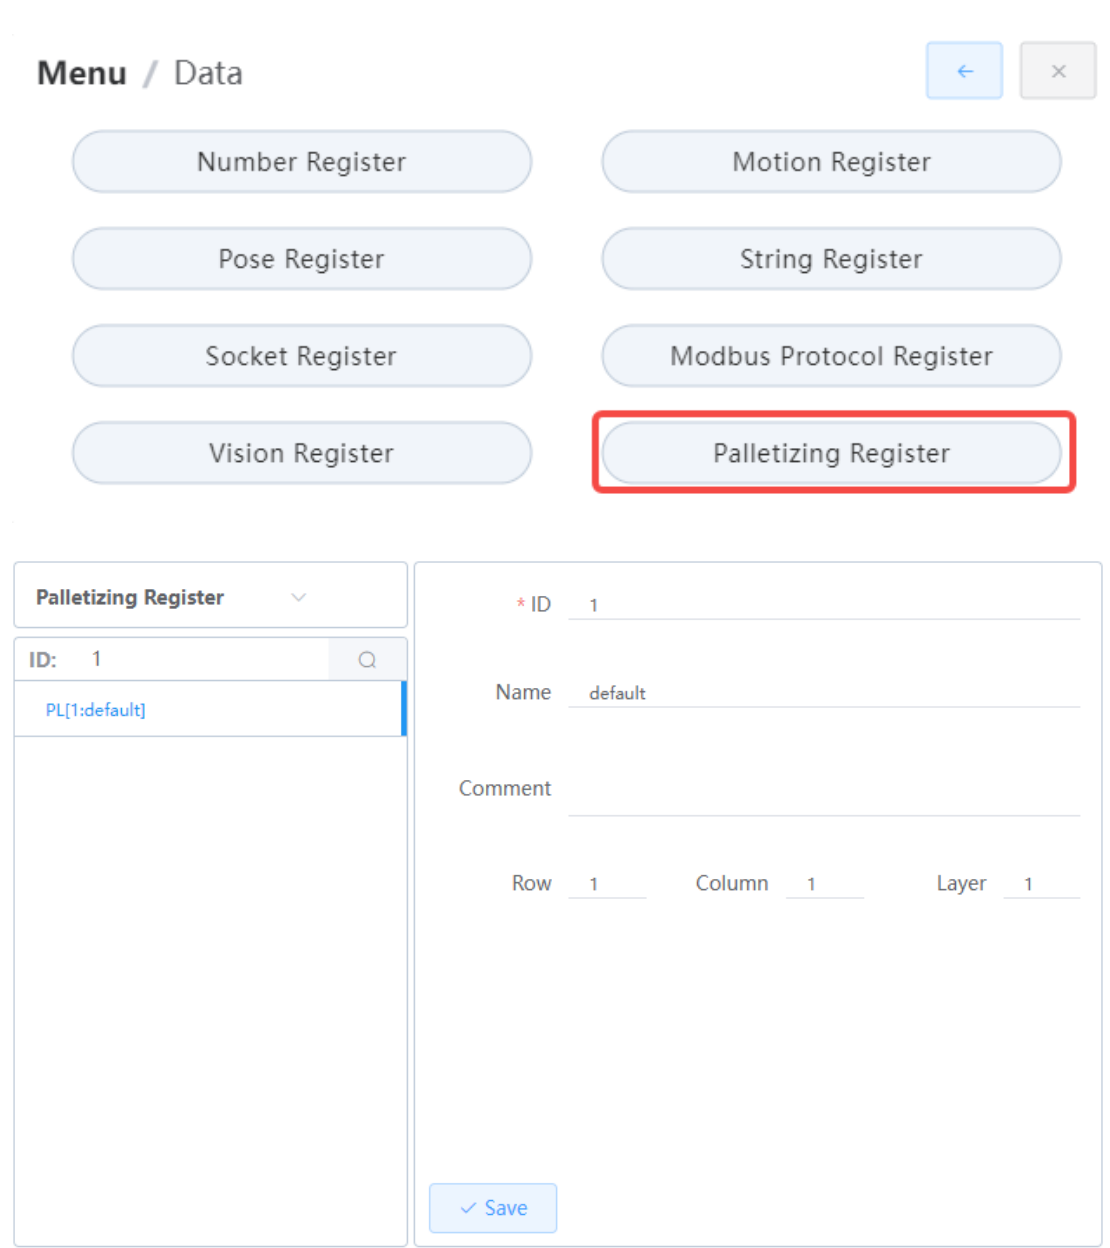 Menu / Data
Number Register
Motion Register
Pose Register
String Register
Socket Register
Modbus Protocol Register
Vision Register
Palletizing Register
Palletizing Register
ID: 1
PL[1:default]
* ID 1
Name default
Comment
Row 1 Column 1 Layer 1
Save